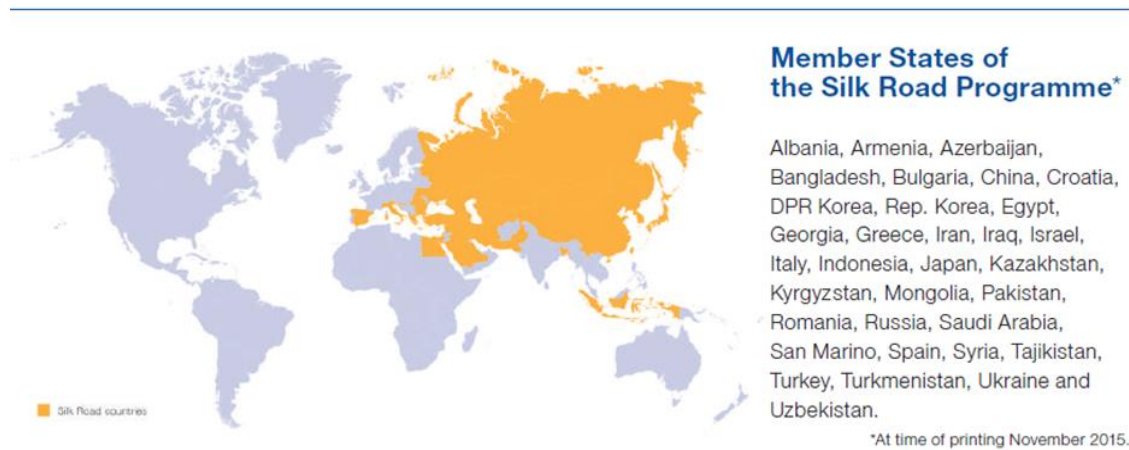 Member States of
the Silk Road Programme*
Albania, Armenia, Azerbaijan,
Bangladesh, Bulgaria, China, Croatia,
DPR Korea, Rep. Korea, Egypt,
Georgia, Greece, Iran, Iraq, Israel,
Italy, Indonesia, Japan, Kazakhstan,
Kyrgyzstan, Mongolia, Pakistan,
Romania, Russia, Saudi Arabia,
San Marino, Spain, Syria, Tajikistan,
Turkey, Turkmenistan, Ukraine and
Uzbekistan.
*At time of printing November 2015.
Silk Road countries